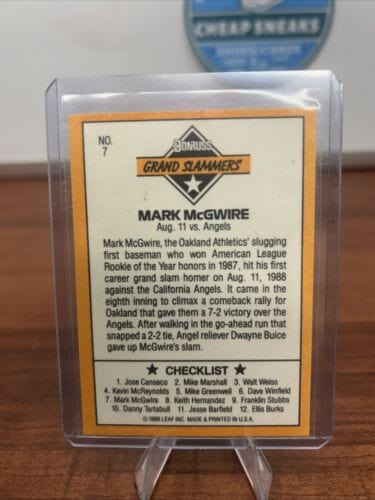 CHEAP SNEAKS
NO.
7
DONRUSS
GRAND SLAMMERS
MARK McGWIRE
Aug. 11 vs. Angels
Mark McGwire, the Oakland Athletics' slugging
first baseman who won American League
Rookie of the Year honors in 1987, hit his first
career grand slam homer on Aug. 11, 1988
against the California Angels. It came in the
eighth inning to climax a comeback rally for
Oakland that gave them a 7-2 victory over the
Angels. After walking in the go-ahead run that
snapped a 2-2 tie, Angel reliever Dwayne Buice
gave up McGwire's slam.
CHECKLIST
1. Jose Canseco 2. Mike Marshall 3. Walt Weiss
4. Kevin McReynolds 5. Mike Greenwell 6. Dave Winfield
7. Mark McGwire 8. Keith Hernandez 9. Franklin Stubbs
10. Danny Tartabull 11. Jesse Barfield 12. Ellis Burks
©1988 LEAF INC. MADE & PRINTED IN U.S.A.